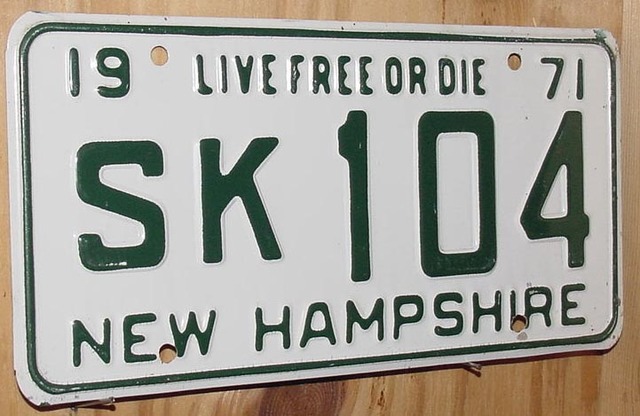 19 LIVE FREE OR DIE 71
SK 104
NEW HAMPSHIRE